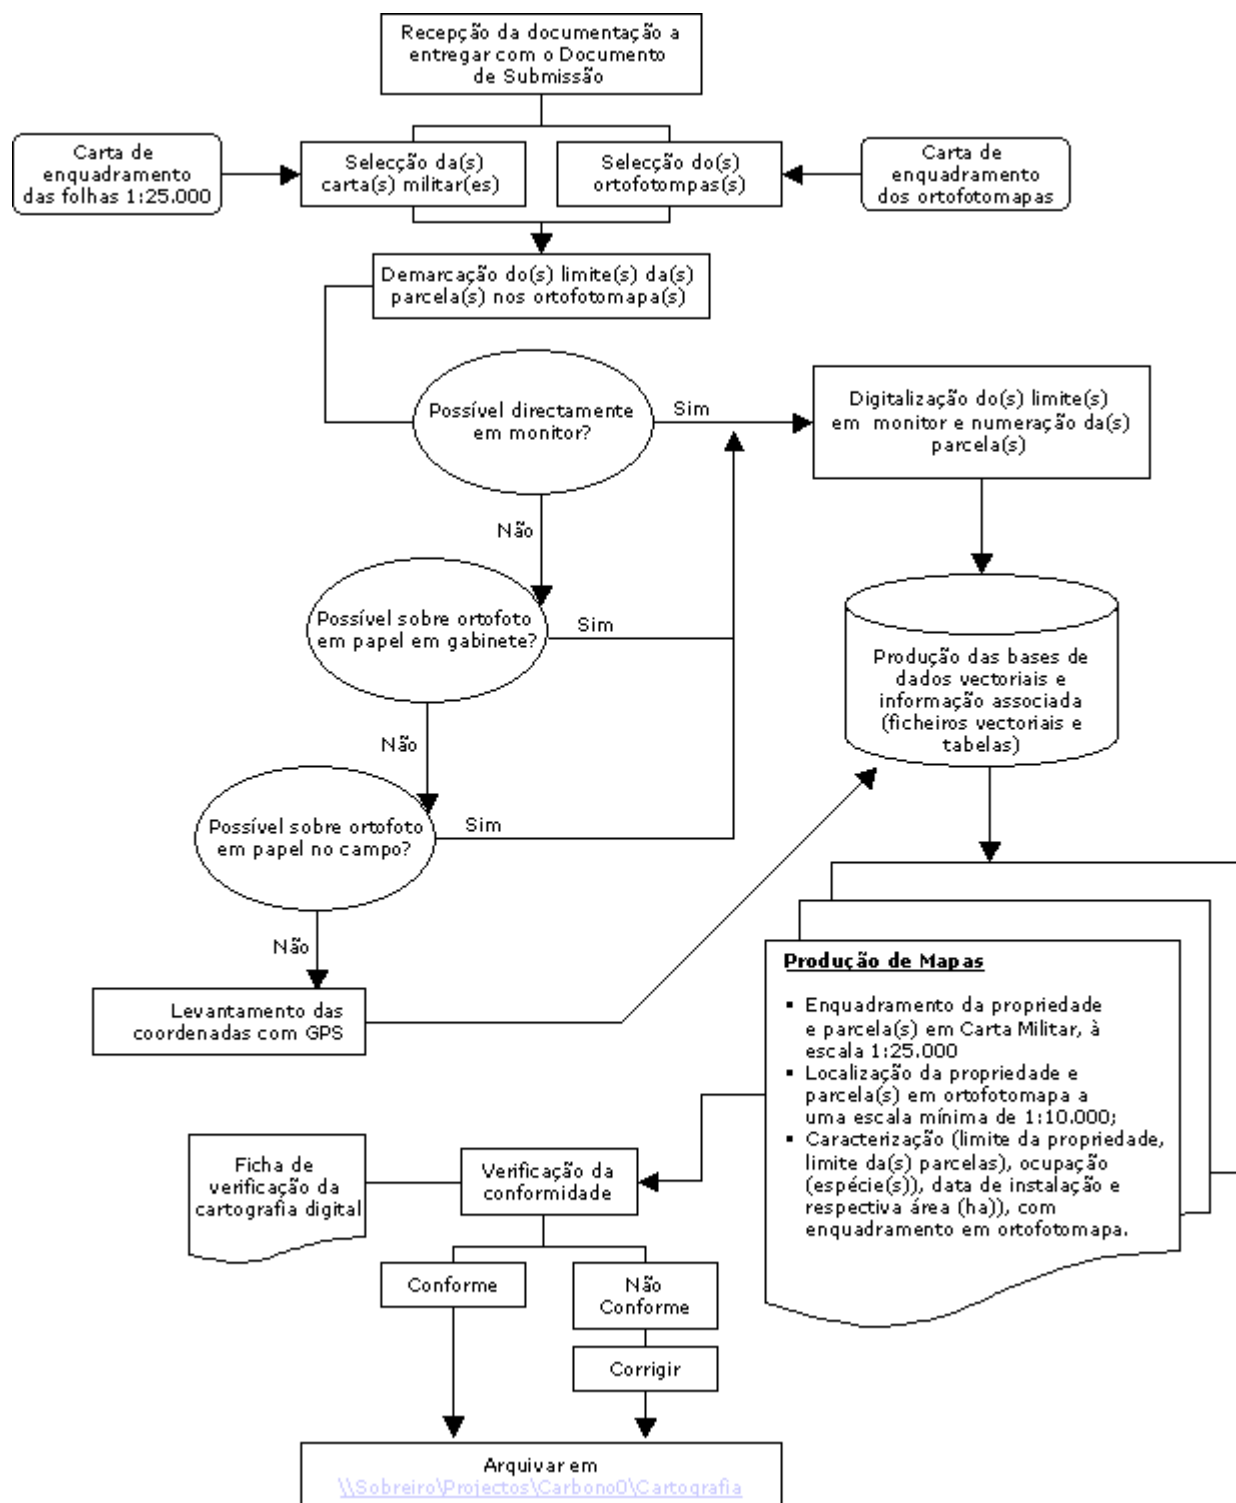 Recepção da documentação a
entregar com o Documento
de Submissão
Carta de
enquadramento
das folhas 1:25.000
Selecção da(s)
carta(s) militar(es)
Selecção do(s)
ortofotompas(s)
Carta de
enquadramento
dos ortofotomapas
Demarcação do(s) limite(s) da(s)
parcela(s) nos ortofotomapa(s)
Possível directamente
em monitor?
Sim
Digitalização do(s) limite(s)
em monitor e numeração da(s)
parcela(s)
Não
Possível sobre ortofoto
em papel em gabinete?
Sim
Produção das bases de
dados vectoriais e
informação associada
(ficheiros vectoriais e
tabelas)
Não
Possível sobre ortofoto
em papel no campo?
Sim
Não
Levantamento das
coordenadas com GPS
Produção de Mapas
▪ Enquadramento da propriedade
e parcela(s) em Carta Militar, à
escala 1:25.000
▪ Localização da propriedade e
parcela(s) em ortofotomapa a
uma escala mínima de 1:10.000;
▪ Caracterização (limite da propriedade,
limite da(s) parcelas), ocupação
(espécie(s)), data de instalação e
respectiva área (ha)), com
enquadramento em ortofotomapa.
Ficha de
verificação da
cartografia digital
Verificação da
conformidade
Conforme
Não
Conforme
Corrigir
Arquivar em
\\Sobreiro\Projectos\Carbono0\Cartografia